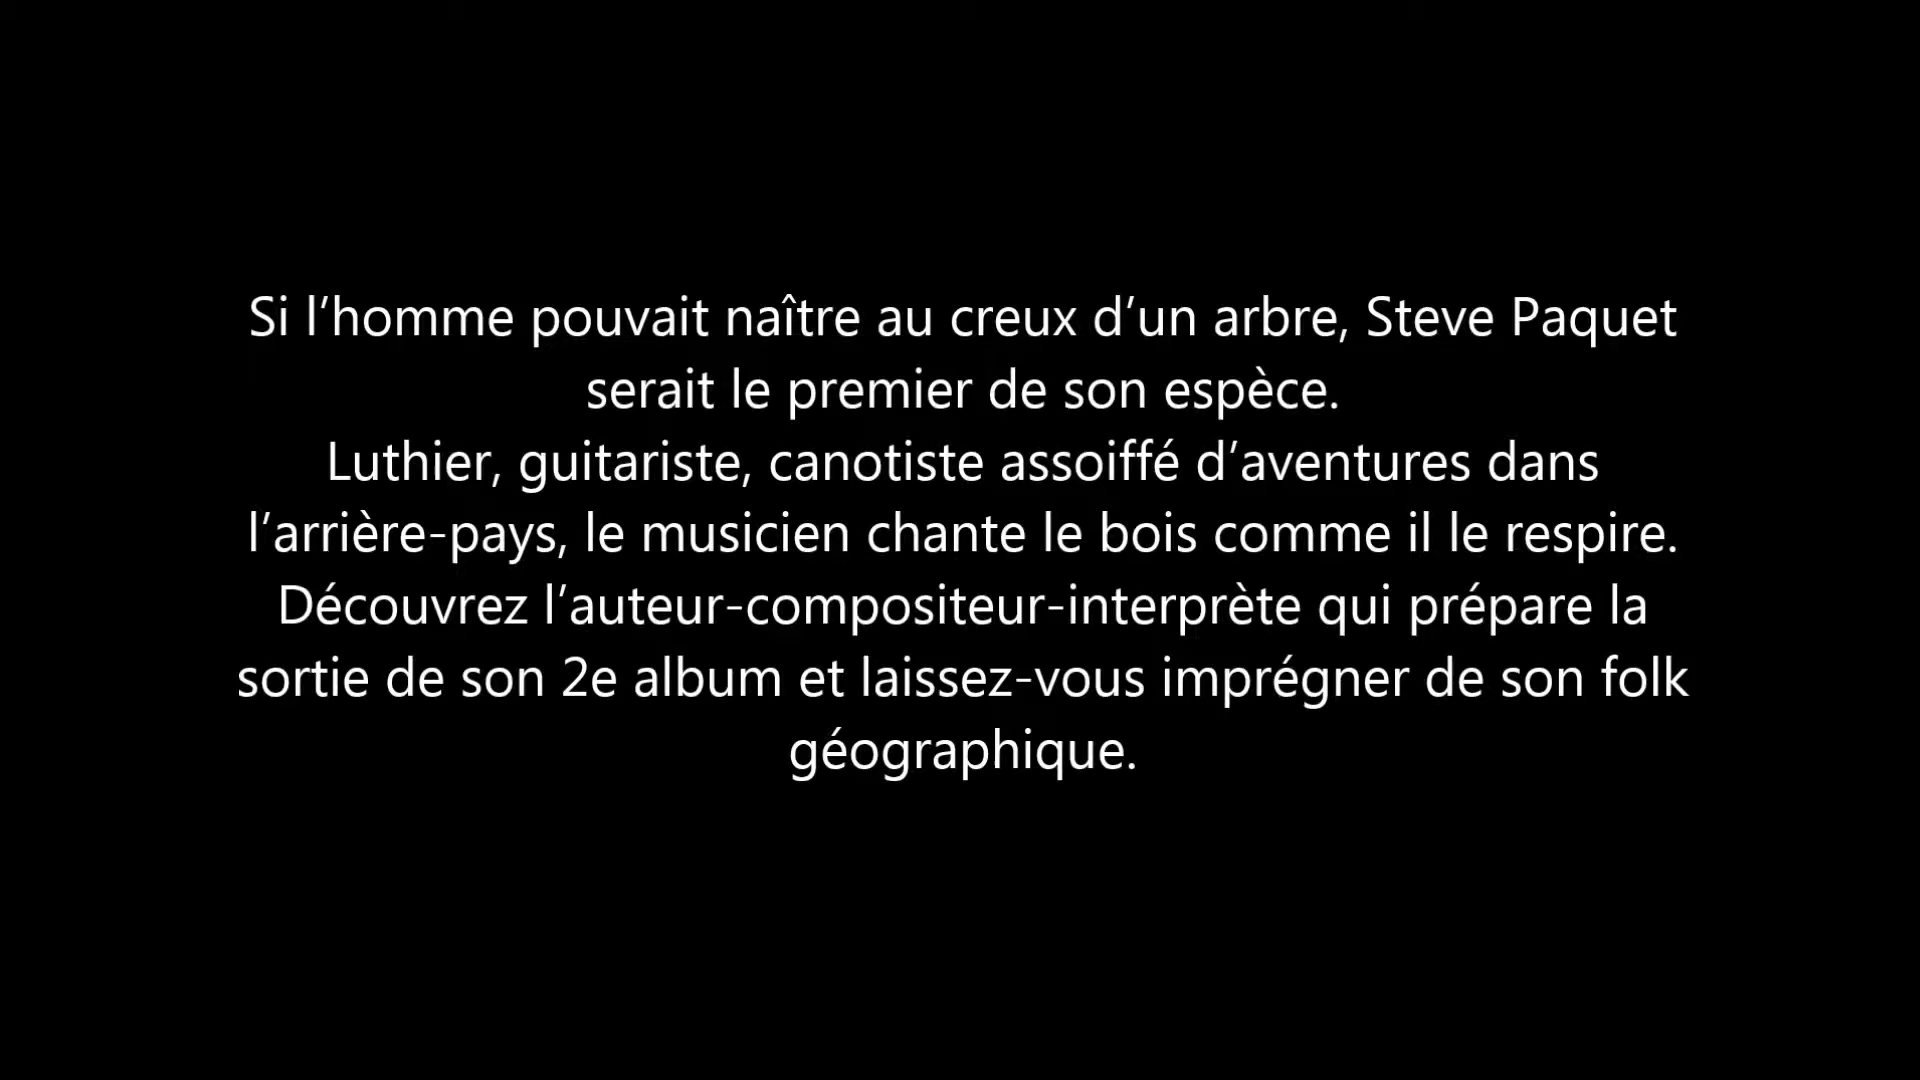 Si l’homme pouvait naître au creux d’un arbre, Steve Paquet
serait le premier de son espèce.
Luthier, guitariste, canotiste assoiffé d’aventures dans
l’arrière-pays, le musicien chante le bois comme il le respire.
Découvrez l’auteur-compositeur-interprète qui prépare la
sortie de son 2e album et laissez-vous imprégner de son folk
géographique.